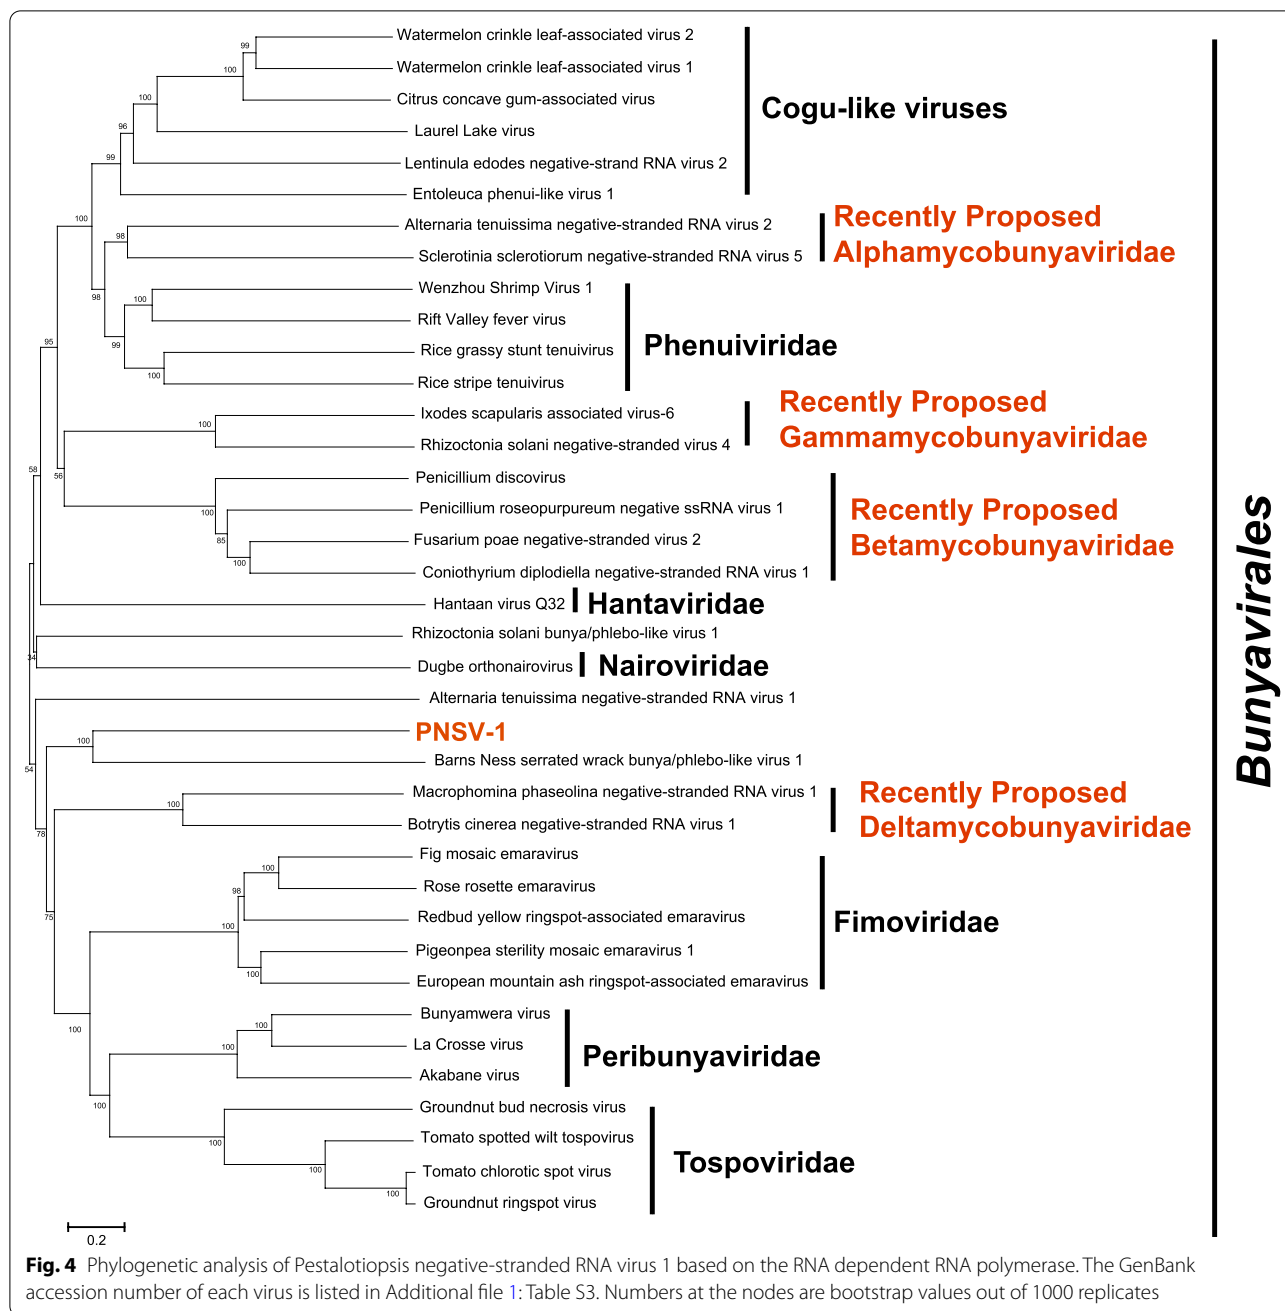 Watermelon crinkle leaf-associated virus 2
99
Watermelon crinkle leaf-associated virus 1
100
Citrus concave gum-associated virus
100
Cogu-like viruses
Laurel Lake virus
96
99
Lentinula edodes negative-strand RNA virus 2
Entoleuca phenui-like virus 1
100
Alternaria tenuissima negative-stranded RNA virus 2
98
Sclerotinia sclerotiorum negative-stranded RNA virus 5
Recently Proposed
Alphamycobunyaviridae
98
Wenzhou Shrimp Virus 1
100
Rift Valley fever virus
99
Rice grassy stunt tenuivirus
100
Rice stripe tenuivirus
Phenuiviridae
95
Ixodes scapularis associated virus-6
100
Rhizoctonia solani negative-stranded virus 4
Recently Proposed
Gammamycobunyaviridae
58
56
Penicillium discovirus
100
Penicillium roseopurpureum negative ssRNA virus 1
85
Fusarium poae negative-stranded virus 2
100
Coniothyrium diplodiella negative-stranded RNA virus 1
Recently Proposed
Betamycobunyaviridae
Hantaan virus Q32
Hantaviridae
Rhizoctonia solani bunya/phlebo-like virus 1
34
Dugbe orthonairovirus
Nairoviridae
Alternaria tenuissima negative-stranded RNA virus 1
PNSV-1
100
Barns Ness serrated wrack bunya/phlebo-like virus 1
54
Macrophomina phaseolina negative-stranded RNA virus 1
100
Botrytis cinerea negative-stranded RNA virus 1
Recently Proposed
Deltamycobunyaviridae
78
Fig mosaic emaravirus
100
Rose rosette emaravirus
98
Redbud yellow ringspot-associated emaravirus
100
Pigeonpea sterility mosaic emaravirus 1
100
European mountain ash ringspot-associated emaravirus
Fimoviridae
75
Bunyamwera virus
100
La Crosse virus
100
Akabane virus
Peribunyaviridae
100
100
Groundnut bud necrosis virus
100
Tomato spotted wilt tospovirus
100
Tomato chlorotic spot virus
100
Groundnut ringspot virus
Tospoviridae
Bunyavirales
0.2
Fig. 4 Phylogenetic analysis of Pestalotiopsis negative-stranded RNA virus 1 based on the RNA dependent RNA polymerase. The GenBank
accession number of each virus is listed in Additional file 1: Table S3. Numbers at the nodes are bootstrap values out of 1000 replicates